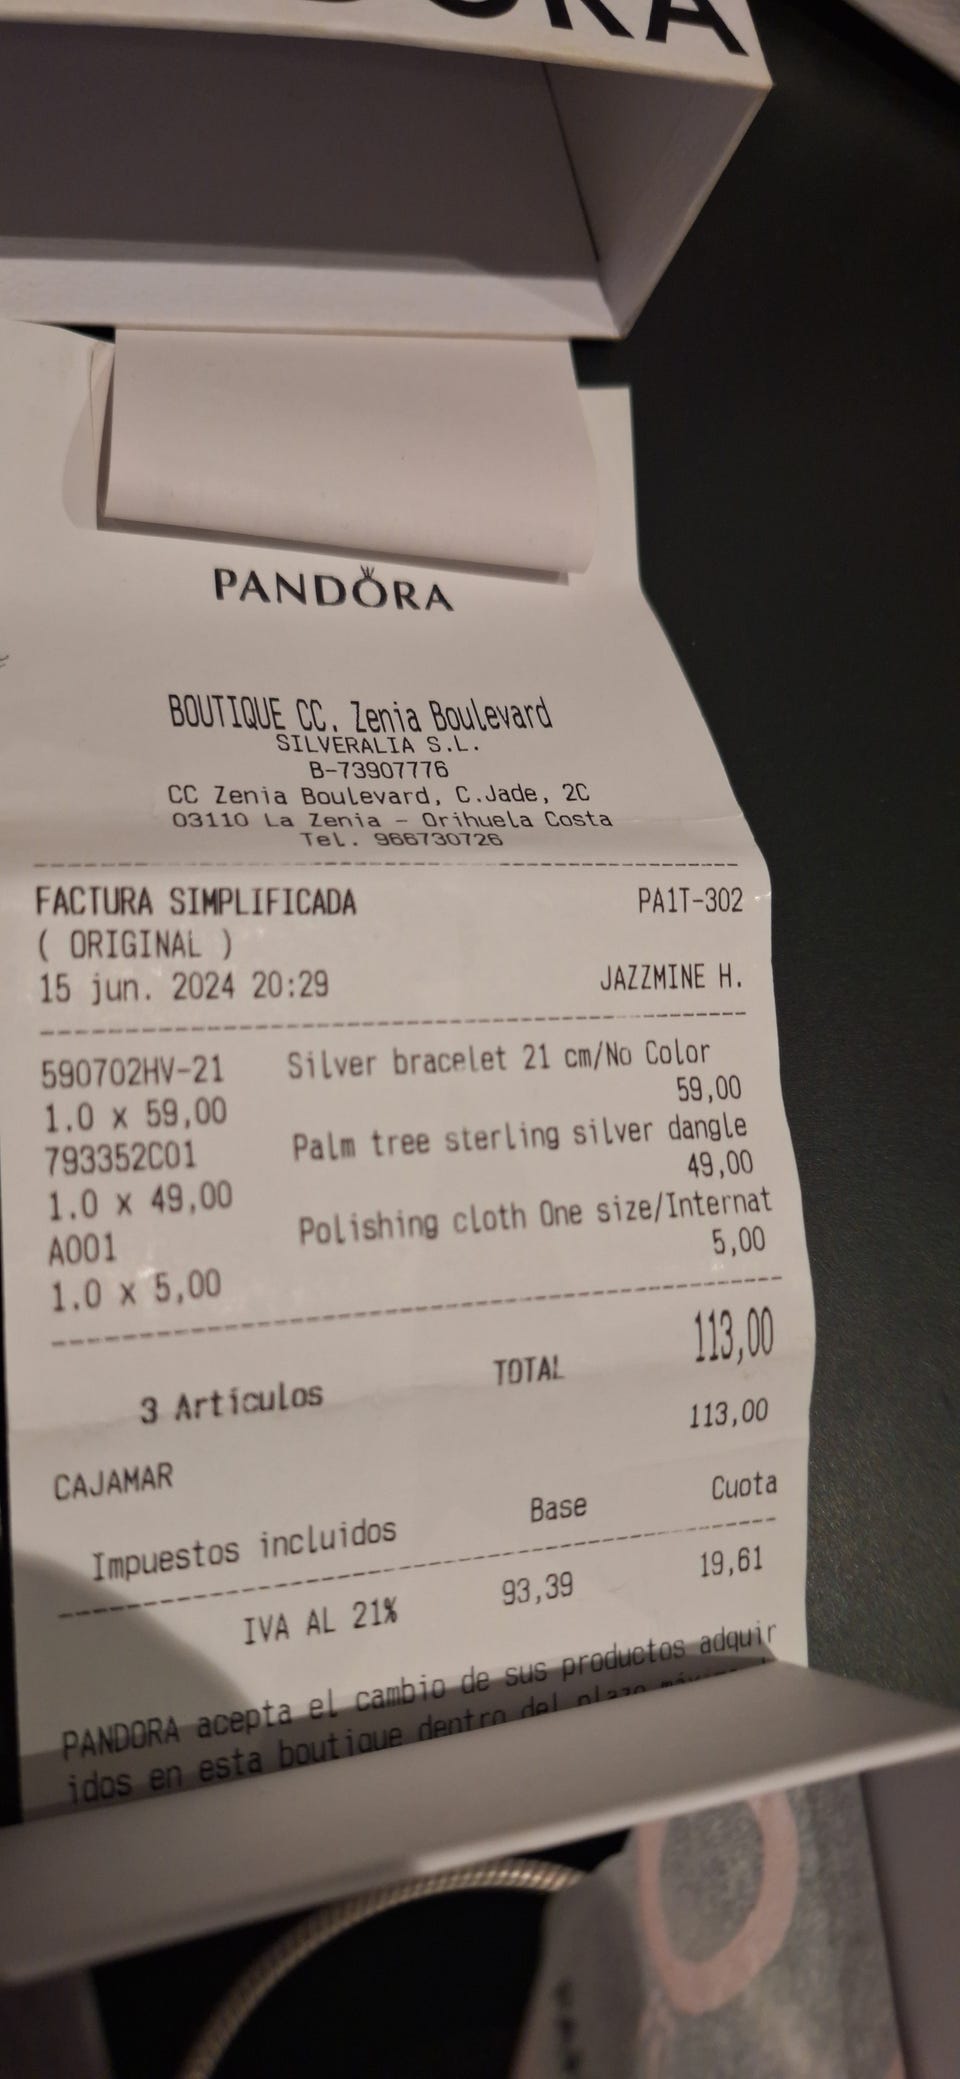 PANDORA
BOUTIQUE CC. Zenia Boulevard
SILVERALIA S.L.
B-73907776
CC Zenia Boulevard, C.Jade, 2C
03110 La Zenia - Orihuela Costa
Tel. 966730726
FACTURA SIMPLIFICADA PA1T-302
( ORIGINAL )
15 jun. 2024 20:29 JAZZMINE H.
590702HV-21 Silver bracelet 21 cm/No Color
1.0 x 59,00 59,00
793352C01 Palm tree sterling silver dangle
1.0 x 49,00 49,00
A001 Polishing cloth One size/Internat
1.0 x 5,00 5,00
3 Artículos TOTAL 113,00
CAJAMAR 113,00
Impuestos incluidos Base Cuota
IVA AL 21% 93,39 19,61
PANDORA acepta el cambio de sus productos adquir
idos en esta boutique dentro del plazo